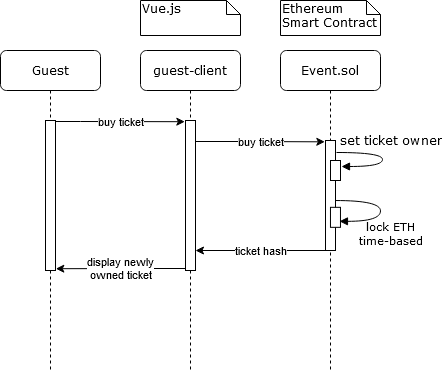 Vue.js
Ethereum
Smart Contract
Guest
guest-client
Event.sol
buy ticket
buy ticket
set ticket owner
lock ETH
time-based
ticket hash
display newly
owned ticket